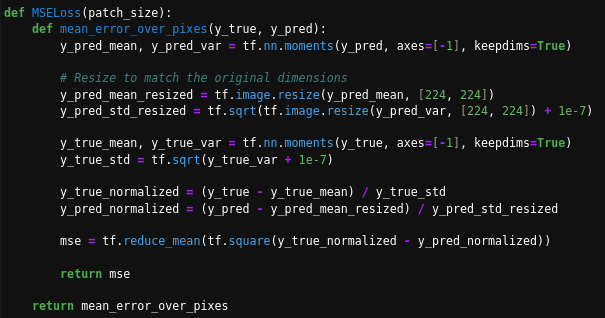 def MSELoss(patch_size):
    def mean_error_over_pixes(y_true, y_pred):
        y_pred_mean, y_pred_var = tf.nn.moments(y_pred, axes=[-1], keepdims=True)

        # Resize to match the original dimensions
        y_pred_mean_resized = tf.image.resize(y_pred_mean, [224, 224])
        y_pred_std_resized = tf.sqrt(tf.image.resize(y_pred_var, [224, 224]) + 1e-7)

        y_true_mean, y_true_var = tf.nn.moments(y_true, axes=[-1], keepdims=True)
        y_true_std = tf.sqrt(y_true_var + 1e-7)

        y_true_normalized = (y_true - y_true_mean) / y_true_std
        y_pred_normalized = (y_pred - y_pred_mean_resized) / y_pred_std_resized

        mse = tf.reduce_mean(tf.square(y_true_normalized - y_pred_normalized))

        return mse

    return mean_error_over_pixes